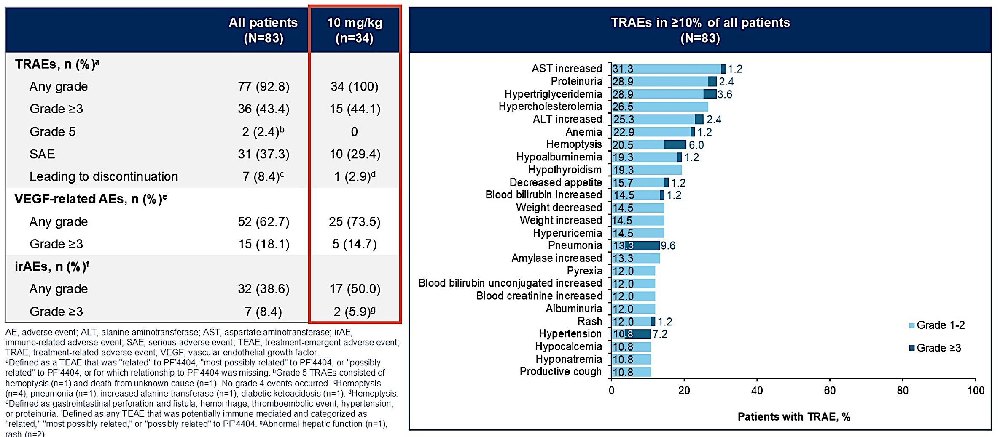 All patients 10 mg/kg
(N=83) (n=34)
TRAEs, n (%)ᵃ
Any grade 77 (92.8) 34 (100)
Grade ≥3 36 (43.4) 15 (44.1)
Grade 5 2 (2.4)ᵇ 0
SAE 31 (37.3) 10 (29.4)
Leading to discontinuation 7 (8.4)ᶜ 1 (2.9)ᵈ
VEGF-related AEs, n (%)ᵉ
Any grade 52 (62.7) 25 (73.5)
Grade ≥3 15 (18.1) 5 (14.7)
irAEs, n (%)ᶠ
Any grade 32 (38.6) 17 (50.0)
Grade ≥3 7 (8.4) 2 (5.9)ᵍ
AE, adverse event; ALT, alanine aminotransferase; AST, aspartate aminotransferase; irAE,
immune-related adverse event; SAE, serious adverse event; TEAE, treatment-emergent adverse event;
TRAE, treatment-related adverse event; VEGF, vascular endothelial growth factor.
ᵃDefined as a TEAE that was "related" to PF'4404, "most possibly related" to PF'4404, or "possibly
related" to PF'4404, or for which relationship to PF'4404 was missing. ᵇGrade 5 TRAEs consisted of
hemoptysis (n=1) and death from unknown cause (n=1). No grade 4 events occurred. ᶜHemoptysis
(n=4), pneumonia (n=1), increased alanine transferase (n=1), diabetic ketoacidosis (n=1). ᵈHemoptysis.
ᵉDefined as gastrointestinal perforation and fistula, hemorrhage, thromboembolic event, hypertension,
or proteinuria. ᶠDefined as any TEAE that was potentially immune mediated and categorized as
"related," "most possibly related," or "possibly related" to PF'4404. ᵍAbnormal hepatic function (n=1),
rash (n=2).
TRAEs in ≥10% of all patients
(N=83)
AST increased 31.3 1.2
Proteinuria 28.9 2.4
Hypertriglyceridemia 28.9 3.6
Hypercholesterolemia 26.5
ALT increased 25.3 2.4
Anemia 22.9 1.2
Hemoptysis 20.5 6.0
Hypoalbuminemia 19.3 1.2
Hypothyroidism 19.3
Decreased appetite 15.7 1.2
Blood bilirubin increased 14.5 1.2
Weight decreased 14.5
Weight increased 14.5
Hyperuricemia 14.5
Pneumonia 13.3 9.6
Amylase increased 13.3
Pyrexia 12.0
Blood bilirubin unconjugated increased 12.0
Blood creatinine increased 12.0
Albuminuria 12.0
Rash 12.0 1.2
Hypertension 10.8 7.2
Hypocalcemia 10.8
Hyponatremia 10.8
Productive cough 10.8
Grade 1-2
Grade ≥3
0 20 40 60 80 100
Patients with TRAE, %